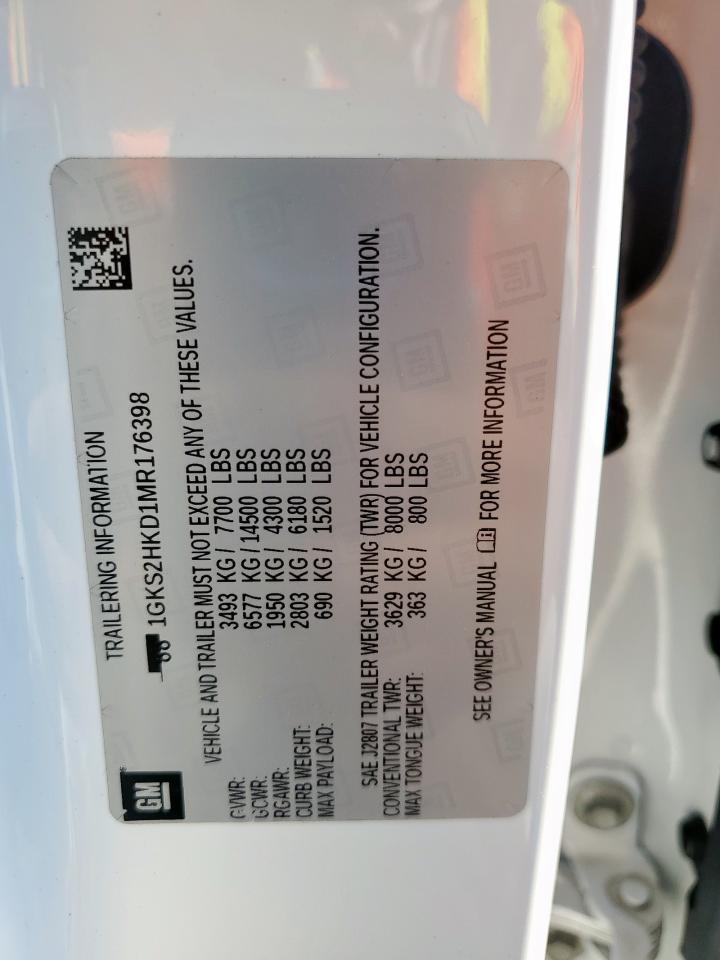 GM
TRAILERING INFORMATION
1GKS2HKD1MR176398
VEHICLE AND TRAILER MUST NOT EXCEED ANY OF THESE VALUES.
GVWR: 3493 KG / 7700 LBS
GCWR: 6577 KG / 14500 LBS
RGAWR: 1950 KG / 4300 LBS
CURB WEIGHT: 2803 KG / 6180 LBS
MAX PAYLOAD: 690 KG / 1520 LBS
SAE J2807 TRAILER WEIGHT RATING (TWR) FOR VEHICLE CONFIGURATION.
CONVENTIONAL TWR: 3629 KG / 8000 LBS
MAX TONGUE WEIGHT: 363 KG / 800 LBS
SEE OWNER'S MANUAL FOR MORE INFORMATION